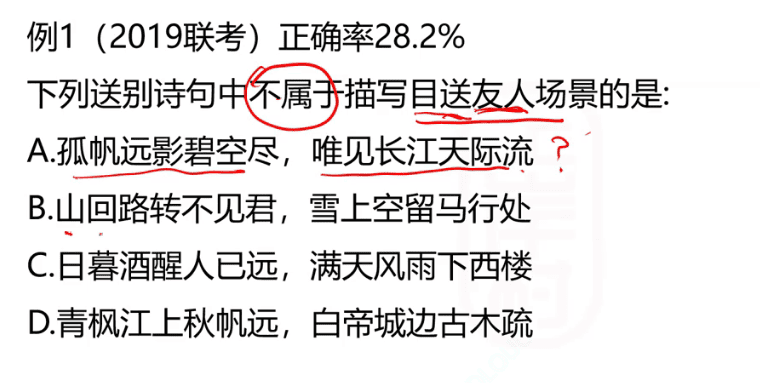 例1（2019联考）正确率28.2%
下列送别诗句中不属于描写目送友人场景的是:
A.孤帆远影碧空尽，唯见长江天际流 ?
B.山回路转不见君，雪上空留马行处
C.日暮酒醒人已远，满天风雨下西楼
D.青枫江上秋帆远，白帝城边古木疏